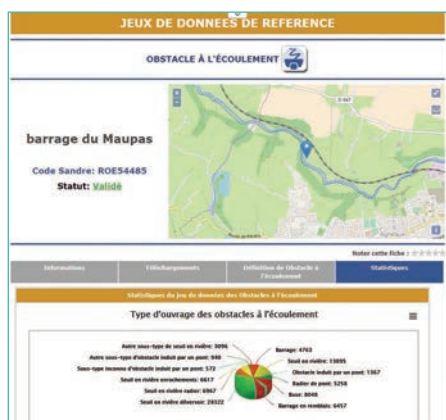 JEUX DE DONNEES DE REFERENCE
OBSTACLE À L'ÉCOULEMENT
barrage du Maupas
Code Sandre: ROE54485
Statut: Validé
Noter cette fiche :
Informations
Téléchargements
Définition de Obstacle à l'écoulement
Statistiques
Statistiques du jeu de données des Obstacles à l'écoulement
Type d'ouvrage des obstacles à l'écoulement
Autre sous-type de seuil en rivière: 3096
Autre sous-type d'obstacle induit par un pont: 940
Sous-type inconnu d'obstacle induit par un pont: 572
Seuil en rivière enrochements: 6617
Seuil en rivière radier: 6967
Seuil en rivière déversoir: 28322
Barrage: 4763
Seuil en rivière: 13895
Obstacle induit par un pont: 1367
Radier de pont: 5258
Buse: 8048
Barrage en remblais: 6457